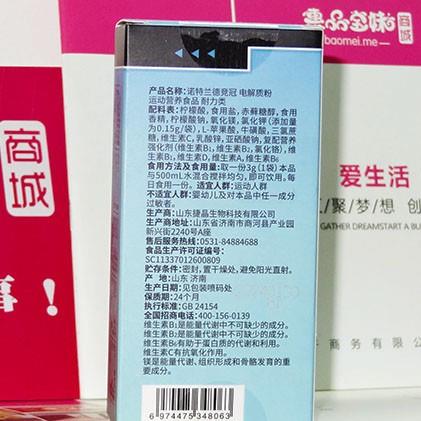 商城
baomei.me
商城
事!
爱生活
汇聚梦想 创
GATHER DREAMSTART A BU
商务有限公
产品名称:诺特兰德竞冠 电解质粉
运动营养食品 耐力类
配料表:柠檬酸,食用盐,赤藓糖醇,食用
香精,柠檬酸钠,氧化镁,氯化钾(添加量
为0.15g/袋),L-苹果酸,牛磺酸,三氯蔗
糖,维生素C,乳酸锌,亚硒酸钠,复配营养
强化剂(维生素B₁,维生素B₂,氯化铬),维
生素B₁,维生素D,维生素A,维生素B₆
食用方法及食用量:每日一次,取一份3g(1袋)本品
与500mL水混合搅拌均匀,即可饮用,每
日食用一份。适宜人群:运动人群
不适宜人群:婴幼儿及对本品中任一成分
过敏者。
生产商:山东捷晶生物科技有限公司
生产商地址:山东省济南市商河县产业园
新兴街2240号A座
售后服务热线:0531-84884688
食品生产许可证编号:
SC11337012600809
贮存条件:密封,置干燥处,避免阳光直射。
产地:山东 济南
生产日期:见包装喷码处
保质期:24个月
执行标准:GB 24154
全国招商电话:400-156-0139
维生素B₁是能量代谢中不可缺少的成分。
维生素B₂是能量代谢中不可缺少的成分。
维生素B₆有助于蛋白质的代谢和利用。
维生素C有抗氧化作用。
镁是能量代谢、组织形成和骨骼发育的重要
成分。
6 974475 348063